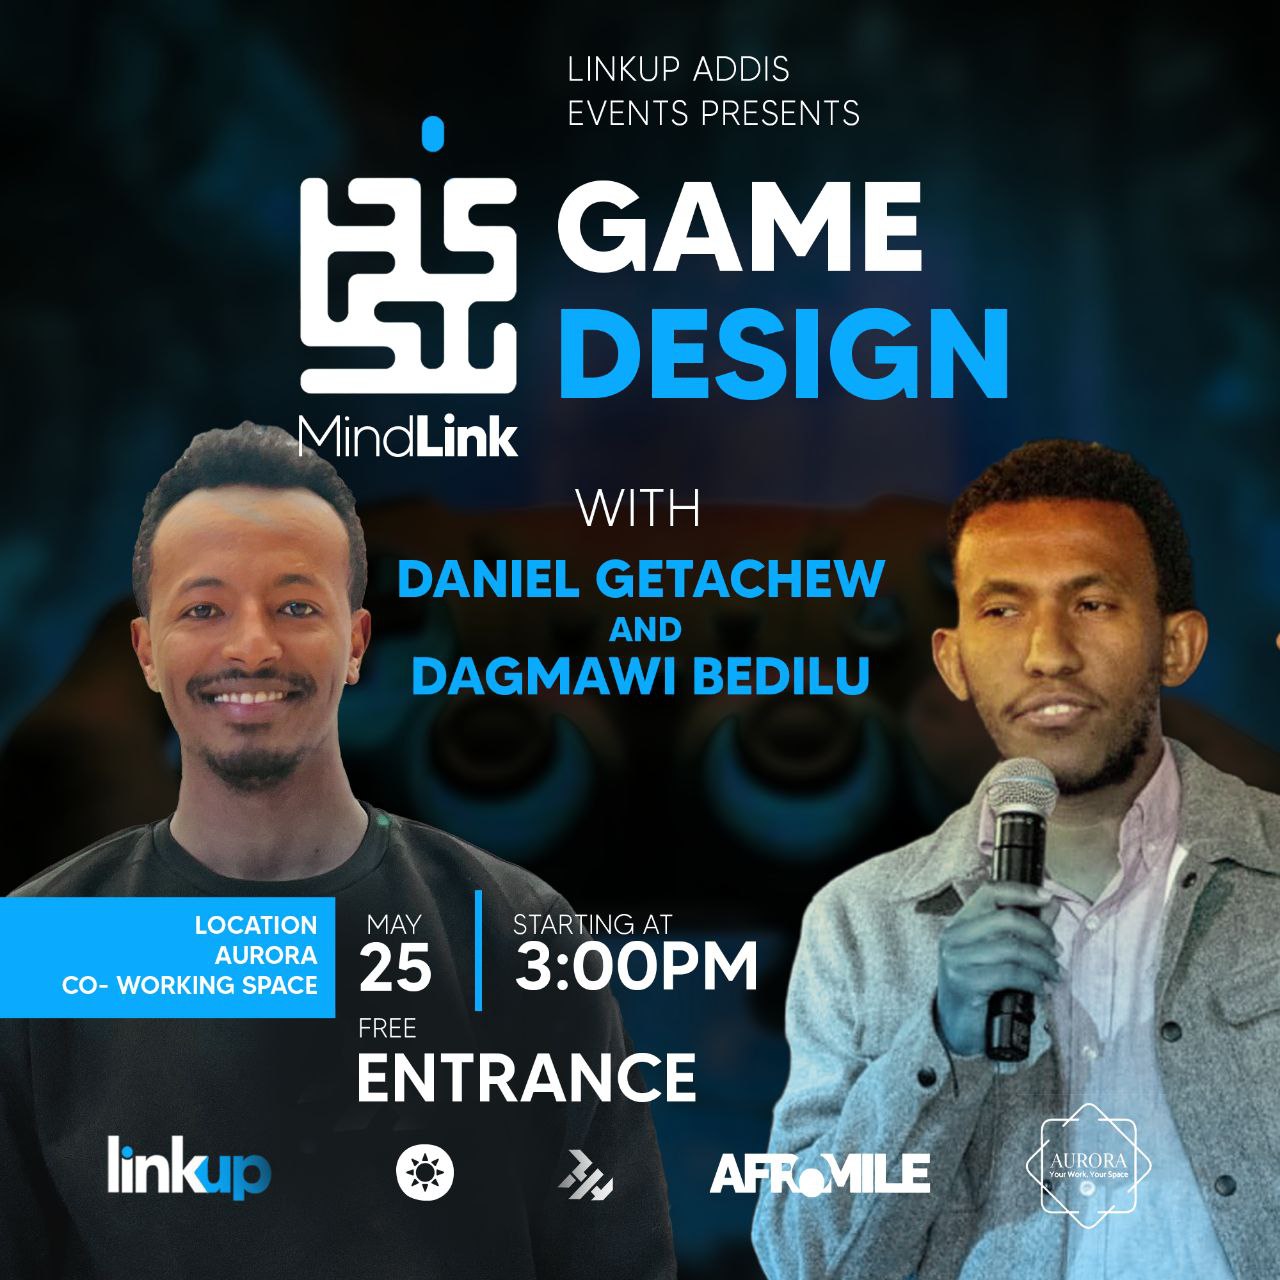 LINKUP ADDIS
EVENTS PRESENTS
GAME
DESIGN
MindLink
WITH
DANIEL GETACHEW
AND
DAGMAWI BEDILU
LOCATION
AURORA
CO- WORKING SPACE
MAY
25
STARTING AT
3:00PM
FREE
ENTRANCE
linkup
AFROMILE
AURORA
Your Work, Your Space